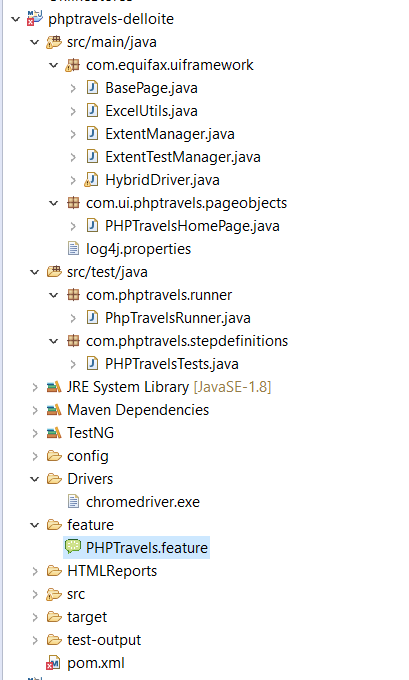 phptravels-delloite
src/main/java
com.equifax.uiframework
BasePage.java
ExcelUtils.java
ExtentManager.java
ExtentTestManager.java
HybridDriver.java
com.ui.phptravels.pageobjects
PHPTravelsHomePage.java
log4j.properties
src/test/java
com.phptravels.runner
PhpTravelsRunner.java
com.phptravels.stepdefinitions
PHPTravelsTests.java
JRE System Library [JavaSE-1.8]
Maven Dependencies
TestNG
config
Drivers
chromedriver.exe
feature
PHPTravels.feature
HTMLReports
src
target
test-output
pom.xml